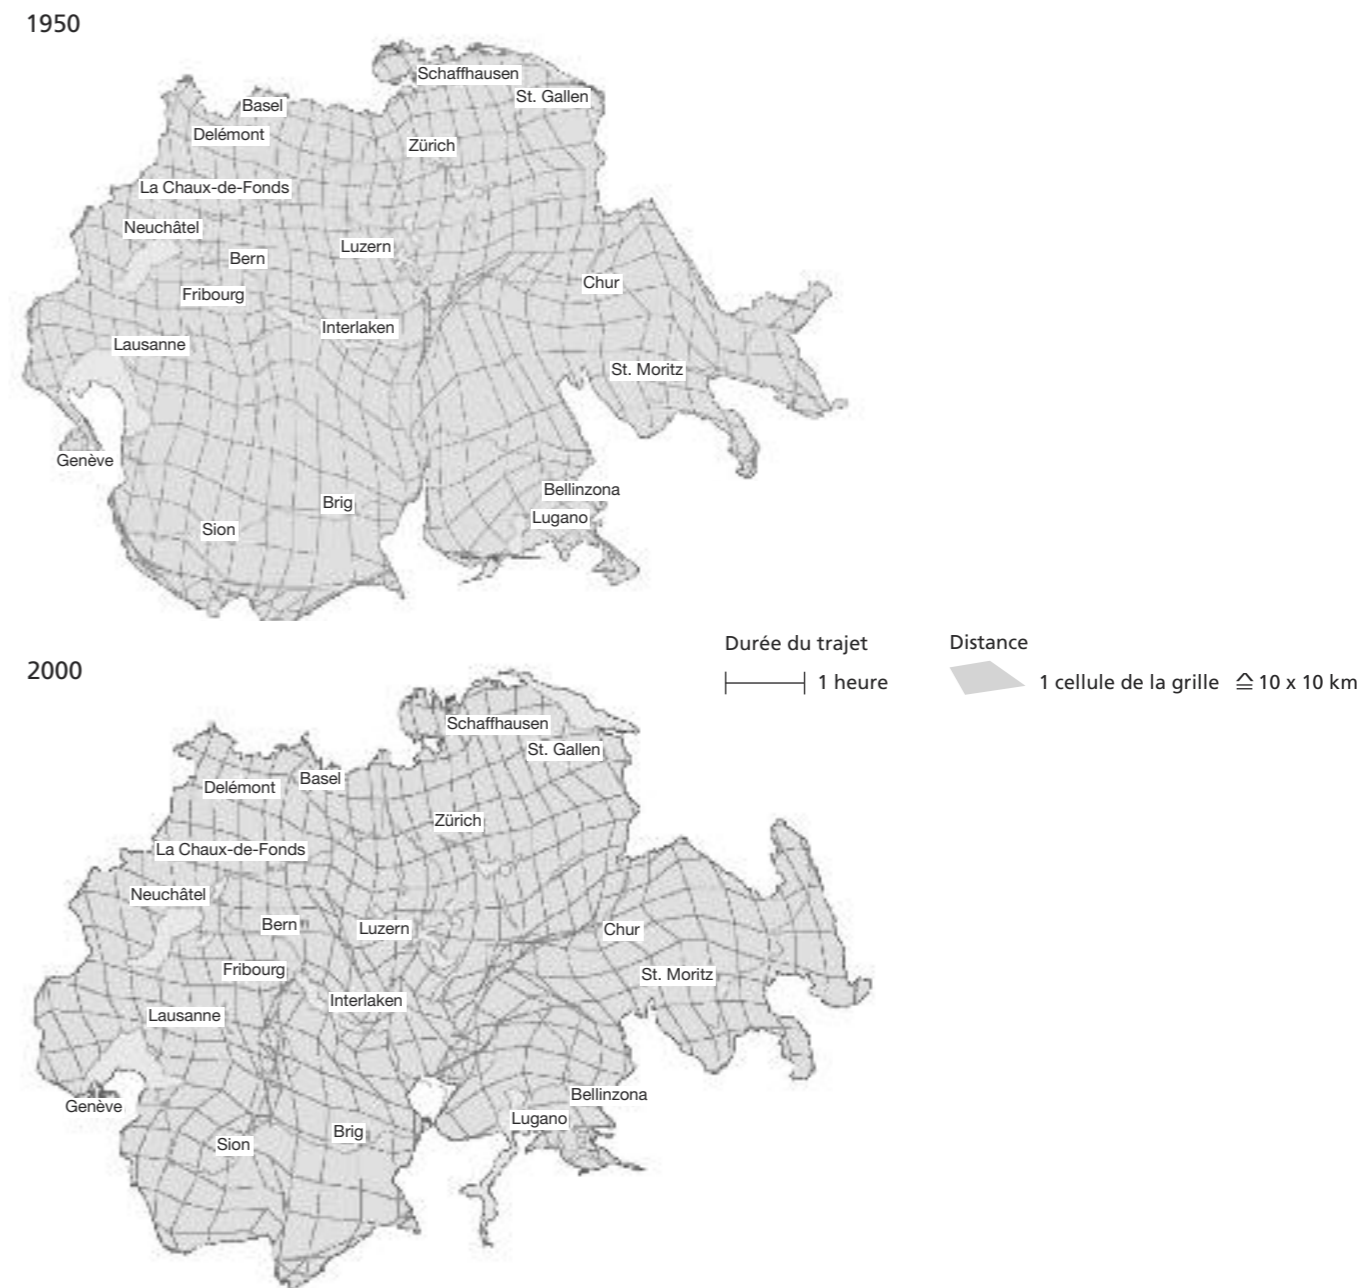 1950
Schaffhausen
St. Gallen
Basel
Delémont
Zürich
La Chaux-de-Fonds
Neuchâtel
Luzern
Bern
Chur
Fribourg
Interlaken
Lausanne
St. Moritz
Genève
Bellinzona
Brig
Lugano
Sion
Durée du trajet
1 heure
Distance
1 cellule de la grille ≙ 10 x 10 km
2000
Schaffhausen
St. Gallen
Basel
Delémont
Zürich
La Chaux-de-Fonds
Neuchâtel
Bern
Luzern
Chur
Fribourg
St. Moritz
Interlaken
Lausanne
Bellinzona
Genève
Lugano
Brig
Sion